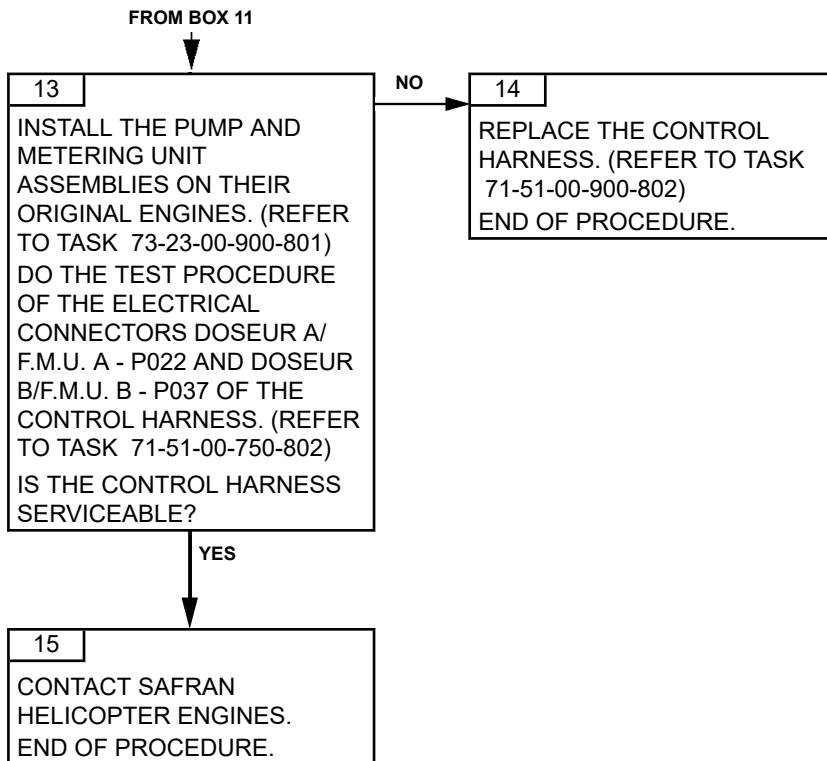 FROM BOX 11
13
INSTALL THE PUMP AND
METERING UNIT
ASSEMBLIES ON THEIR
ORIGINAL ENGINES. (REFER
TO TASK 73-23-00-900-801)
DO THE TEST PROCEDURE
OF THE ELECTRICAL
CONNECTORS DOSEUR A/
F.M.U. A - P022 AND DOSEUR
B/F.M.U. B - P037 OF THE
CONTROL HARNESS. (REFER
TO TASK 71-51-00-750-802)
IS THE CONTROL HARNESS
SERVICEABLE?
NO
14
REPLACE THE CONTROL
HARNESS. (REFER TO TASK
71-51-00-900-802)
END OF PROCEDURE.
YES
15
CONTACT SAFRAN
HELICOPTER ENGINES.
END OF PROCEDURE.